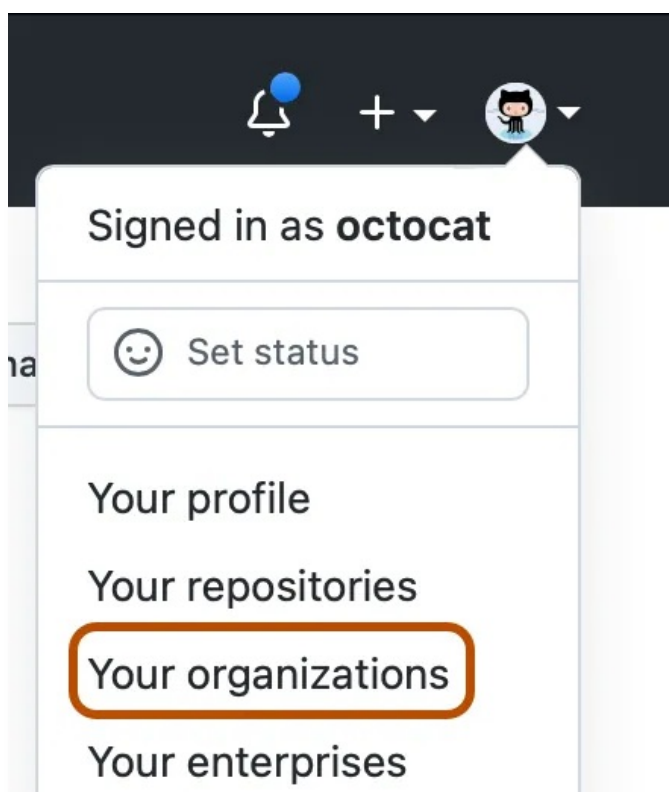 Signed in as octocat
Set status
Your profile
Your repositories
Your organizations
Your enterprises